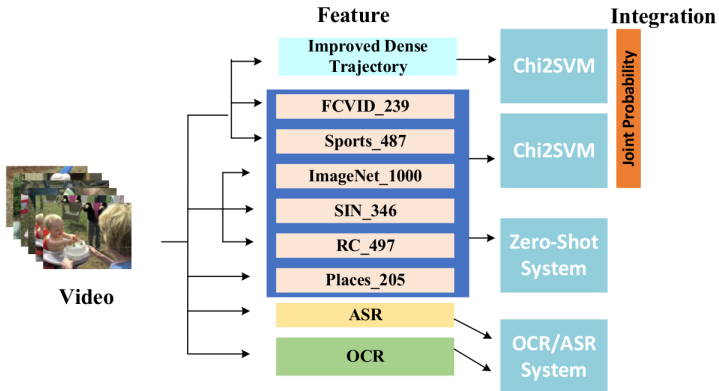 Feature
Integration
Improved Dense
Trajectory
Chi2SVM
Joint Probability
FCVID_239
Sports_487
Chi2SVM
ImageNet_1000
SIN_346
RC_497
Zero-Shot
System
Places_205
Video
ASR
OCR
OCR/ASR
System